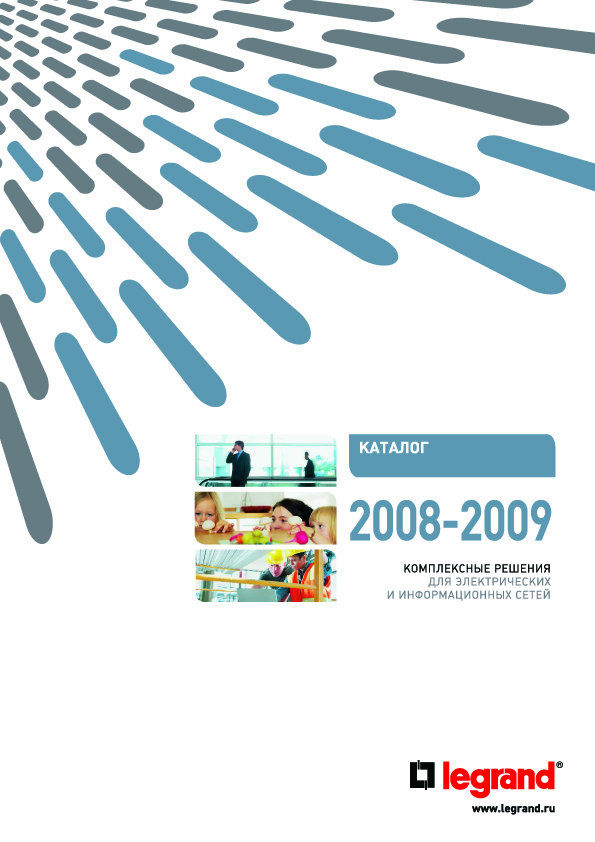 КАТАЛОГ
2008-2009
КОМПЛЕКСНЫЕ РЕШЕНИЯ
ДЛЯ ЭЛЕКТРИЧЕСКИХ
И ИНФОРМАЦИОННЫХ СЕТЕЙ
legrand®
www.legrand.ru